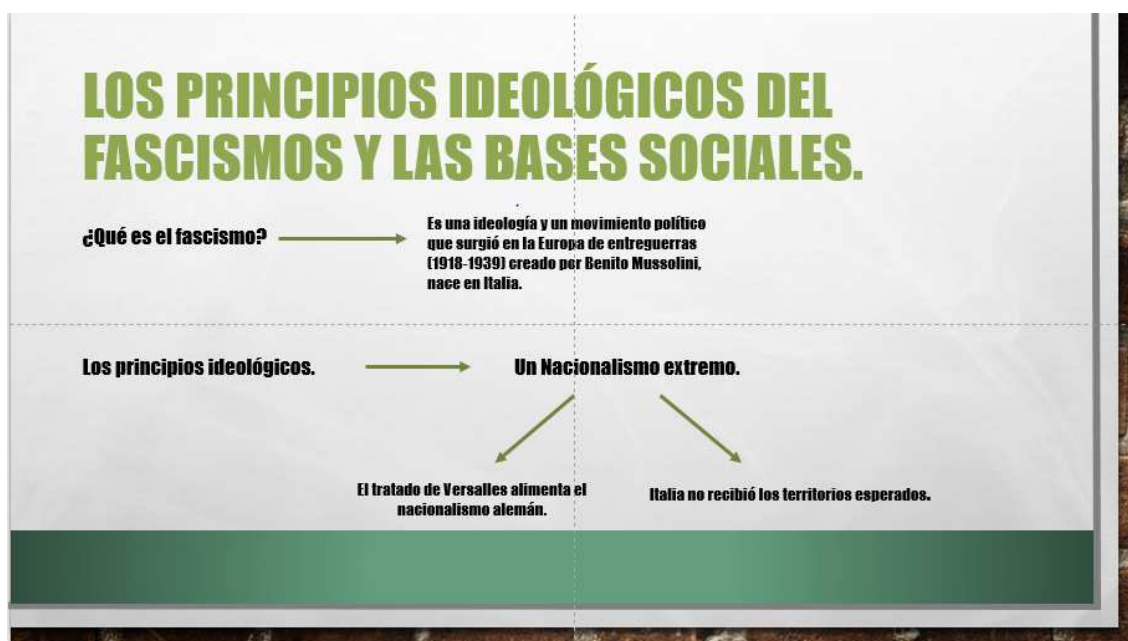 LOS PRINCIPIOS IDEOLÓGICOS DEL
FASCISMOS Y LAS BASES SOCIALES.
¿Qué es el fascismo?
Es una ideología y un movimiento político
que surgió en la Europa de entreguerras
(1918-1939) creado por Benito Mussolini,
nace en Italia.
Los principios ideológicos.
Un Nacionalismo extremo.
El tratado de Versalles alimenta el
nacionalismo alemán.
Italia no recibió los territorios esperados.